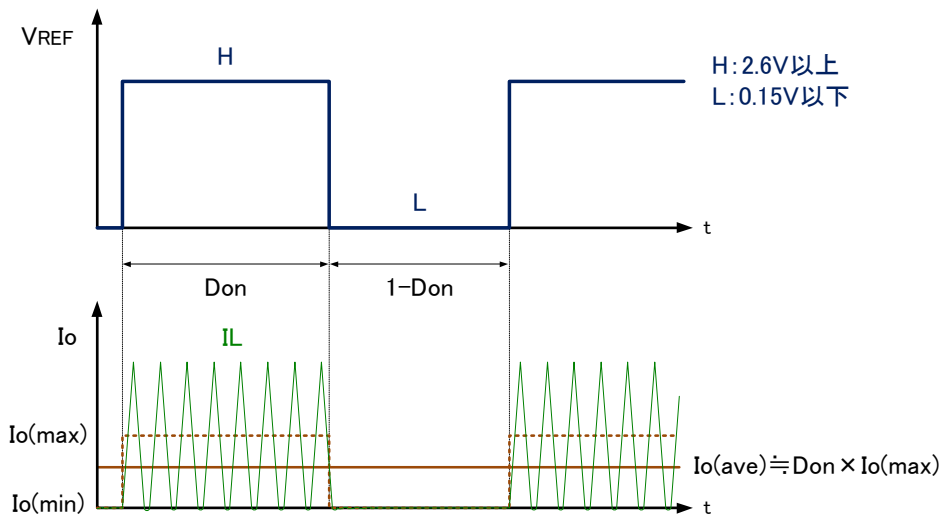 VREF
H
H:2.6V以上
L:0.15V以下
L
t
Don
1-Don
Io
IL
Io(max)
Io(ave)≒Don×Io(max)
Io(min)
t